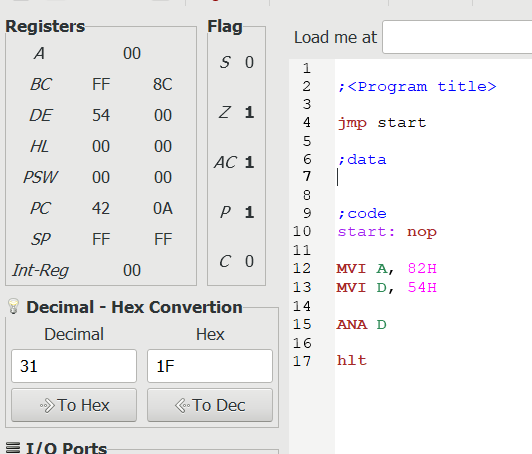 Registers
A 00
BC FF 8C
DE 54 00
HL 00 00
PSW 00 00
PC 42 0A
SP FF FF
Int-Reg 00
Flag
S 0
Z 1
AC 1
P 1
C 0
Decimal - Hex Convertion
Decimal Hex
31 1F
To Hex To Dec
I/O Ports
Load me at
1
2 ;<Program title>
3
4 jmp start
5
6 ;data
7
8
9 ;code
10 start: nop
11
12 MVI A, 82H
13 MVI D, 54H
14
15 ANA D
16
17 hlt